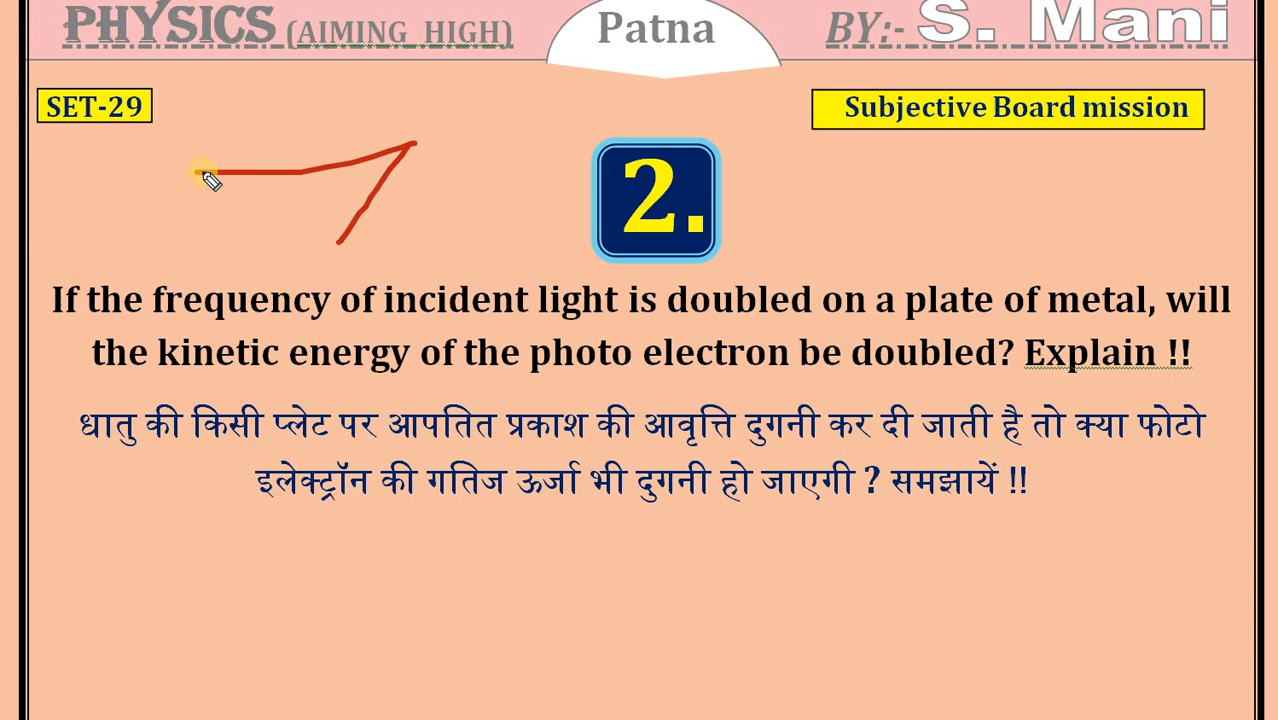 PHYSICS (AIMING HIGH) Patna BY:- S. Mani
SET-29 Subjective Board mission
2.
If the frequency of incident light is doubled on a plate of metal, will
the kinetic energy of the photo electron be doubled? Explain !!
धातु की किसी प्लेट पर आपतित प्रकाश की आवृत्ति दुगनी कर दी जाती है तो क्या फोटो
इलेक्ट्रॉन की गतिज ऊर्जा भी दुगनी हो जाएगी ? समझायें !!